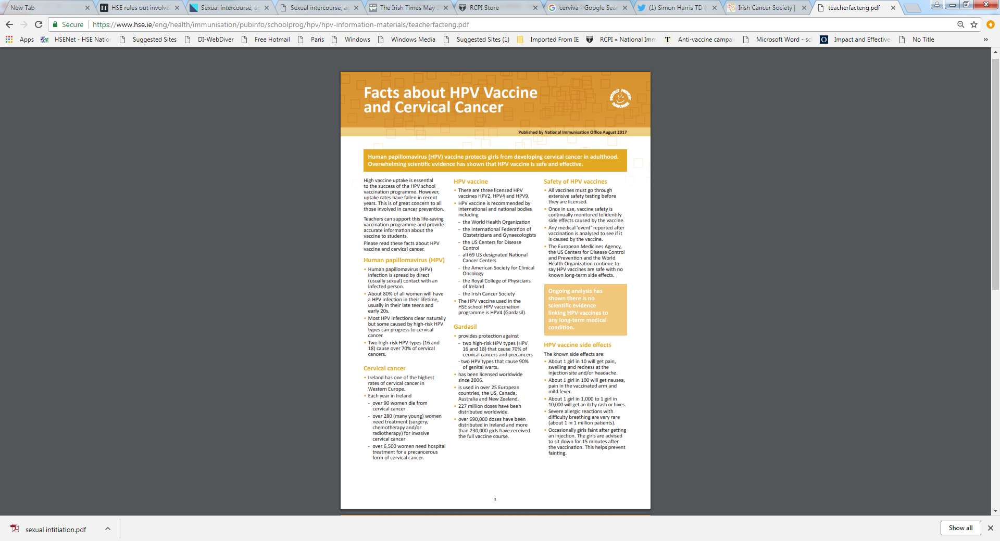 New Tab
HSE rules out involve
Sexual intercourse, ag
Sexual intercourse, ag
The Irish Times May 2
RCPI Store
cerviva - Google Sear
(1) Simon Harris TD (
Irish Cancer Society |
teacherfacteng.pdf
Secure
https://www.hse.ie/eng/health/immunisation/pubinfo/schoolprog/hpv/hpv-information-materials/teacherfacteng.pdf
Apps
HSENet - HSE Natior
Suggested Sites
DI-WebDiver
Free Hotmail
Paris
Windows
Windows Media
Suggested Sites (1)
Imported From IE
RCPI » National Imm
Anti-vaccine campai
Microsoft Word - sc
Impact and Effective
No Title
»
Facts about HPV Vaccine
and Cervical Cancer
PROTECT PREVENT
IMMUNISE
Published by National Immunisation Office August 2017
Human papillomavirus (HPV) vaccine protects girls from developing cervical cancer in adulthood.
Overwhelming scientific evidence has shown that HPV vaccine is safe and effective.
High vaccine uptake is essential
to the success of the HPV school
vaccination programme. However,
uptake rates have fallen in recent
years. This is of great concern to all
those involved in cancer prevention.
Teachers can support this life-saving
vaccination programme and provide
accurate information about the
vaccine to students.
Please read these facts about HPV
vaccine and cervical cancer.
Human papillomavirus (HPV)
• Human papillomavirus (HPV)
infection is spread by direct
(usually sexual) contact with an
infected person.
• About 80% of all women will have
a HPV infection in their lifetime,
usually in their late teens and
early 20s.
• Most HPV infections clear naturally
but some caused by high-risk HPV
types can progress to cervical
cancer.
• Two high-risk HPV types (16 and
18) cause over 70% of cervical
cancers.
Cervical cancer
• Ireland has one of the highest
rates of cervical cancer in
Western Europe.
• Each year in Ireland
- over 90 women die from
cervical cancer
- over 280 (many young) women
need treatment (surgery,
chemotherapy and/or
radiotherapy) for invasive
cervical cancer
- over 6,500 women need hospital
treatment for a precancerous
form of cervical cancer.
HPV vaccine
• There are three licensed HPV
vaccines HPV2, HPV4 and HPV9.
• HPV vaccine is recommended by
international and national bodies
including
- the World Health Organization
- the International Federation of
Obstetricians and Gynaecologists
- the US Centers for Disease
Control
- all 69 US designated National
Cancer Centers
- the American Society for Clinical
Oncology
- the Royal College of Physicians
of Ireland
- the Irish Cancer Society
• The HPV vaccine used in the
HSE school HPV vaccination
programme is HPV4 (Gardasil).
Gardasil
• provides protection against
- two high-risk HPV types (HPV
16 and 18) that cause 70% of
cervical cancers and precancers
- two HPV types that cause 90%
of genital warts.
• has been licensed worldwide
since 2006.
• is used in over 25 European
countries, the US, Canada,
Australia and New Zealand.
• 227 million doses have been
distributed worldwide.
• over 690,000 doses have been
distributed in Ireland and more
than 230,000 girls have received
the full vaccine course.
Safety of HPV vaccines
• All vaccines must go through
extensive safety testing before
they are licensed.
• Once in use, vaccine safety is
continually monitored to identify
side effects caused by the vaccine.
• Any medical ‘event’ reported after
vaccination is analysed to see if it
is caused by the vaccine.
• The European Medicines Agency,
the US Centers for Disease Control
and Prevention and the World
Health Organization continue to
say HPV vaccines are safe with no
known long-term side effects.
Ongoing analysis has
shown there is no
scientific evidence
linking HPV vaccines to
any long-term medical
condition.
HPV vaccine side effects
The known side effects are:
• About 1 girl in 10 will get pain,
swelling and redness at the
injection site and/or headache.
• About 1 girl in 100 will get nausea,
pain in the vaccinated arm and
mild fever.
• About 1 girl in 1,000 to 1 girl in
10,000 will get an itchy rash or hives.
• Severe allergic reactions with
difficulty breathing are very rare
(about 1 in 1 million patients).
• Occasionally girls faint after getting
an injection. The girls are advised
to sit down for 15 minutes after
the vaccination. This helps prevent
fainting.
1
sexual intitiation.pdf
Show all